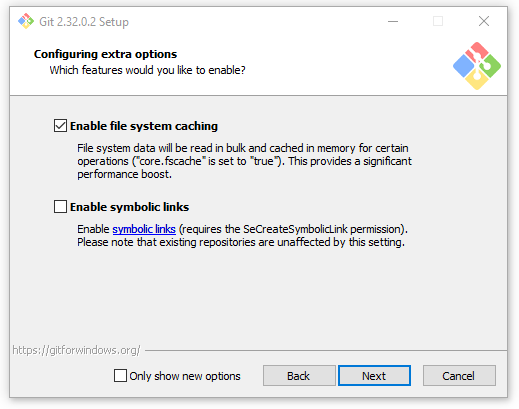 Git 2.32.0.2 Setup
Configuring extra options
Which features would you like to enable?
Enable file system caching
File system data will be read in bulk and cached in memory for certain
operations ("core.fscache" is set to "true"). This provides a significant
performance boost.
Enable symbolic links
Enable symbolic links (requires the SeCreateSymbolicLink permission).
Please note that existing repositories are unaffected by this setting.
https://gitforwindows.org/
Only show new options
Back
Next
Cancel